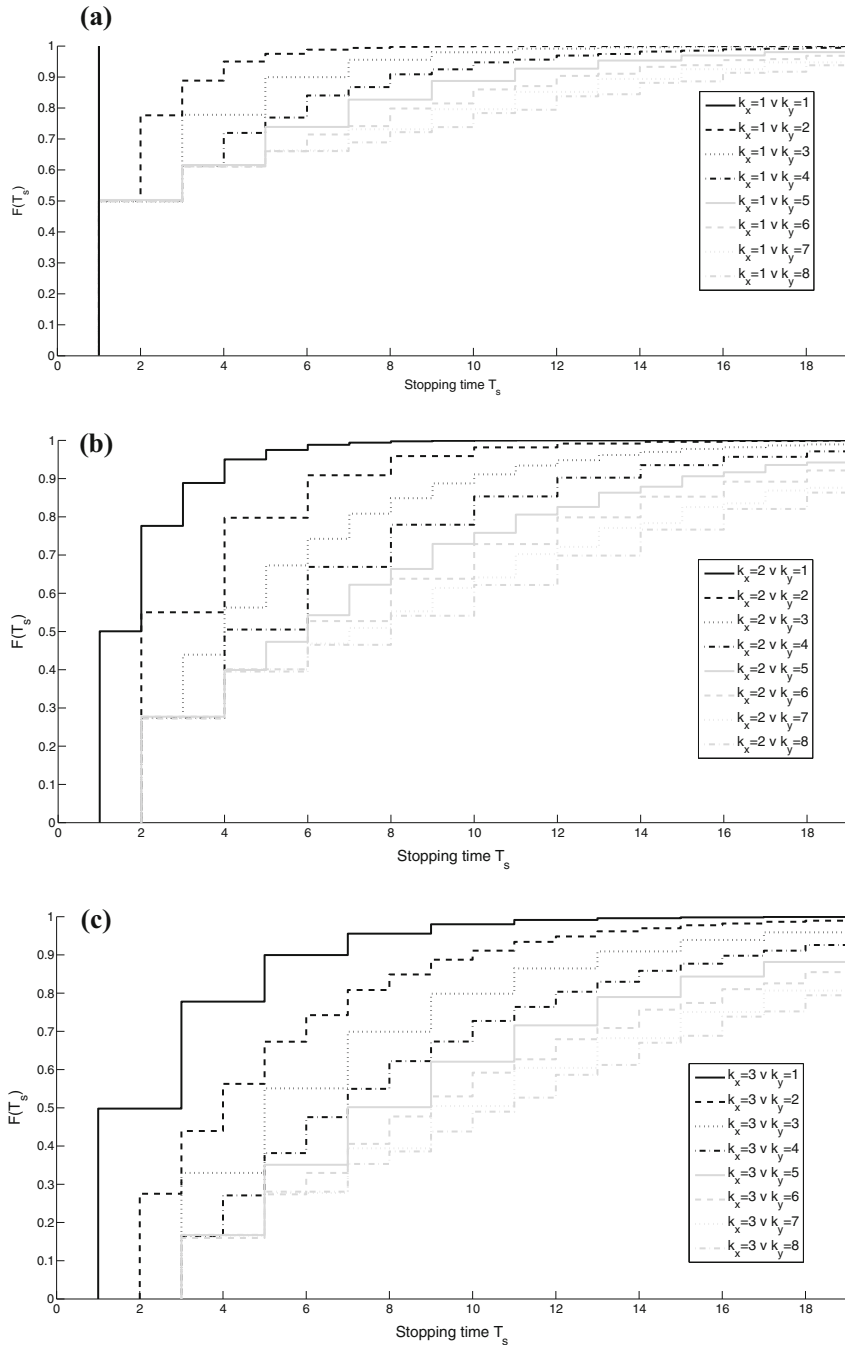 (a)
1
0.9
0.8
0.7
0.6
0.5
0.4
0.3
0.2
0.1
0
F(T_s)
k_x=1 v k_y=1
k_x=1 v k_y=2
k_x=1 v k_y=3
k_x=1 v k_y=4
k_x=1 v k_y=5
k_x=1 v k_y=6
k_x=1 v k_y=7
k_x=1 v k_y=8
0 2 4 6 8 10 12 14 16 18
Stopping time T_s
(b)
1
0.9
0.8
0.7
0.6
0.5
0.4
0.3
0.2
0.1
0
F(T_s)
k_x=2 v k_y=1
k_x=2 v k_y=2
k_x=2 v k_y=3
k_x=2 v k_y=4
k_x=2 v k_y=5
k_x=2 v k_y=6
k_x=2 v k_y=7
k_x=2 v k_y=8
0 2 4 6 8 10 12 14 16 18
Stopping time T_s
(c)
1
0.9
0.8
0.7
0.6
0.5
0.4
0.3
0.2
0.1
0
F(T_s)
k_x=3 v k_y=1
k_x=3 v k_y=2
k_x=3 v k_y=3
k_x=3 v k_y=4
k_x=3 v k_y=5
k_x=3 v k_y=6
k_x=3 v k_y=7
k_x=3 v k_y=8
0 2 4 6 8 10 12 14 16 18
Stopping time T_s